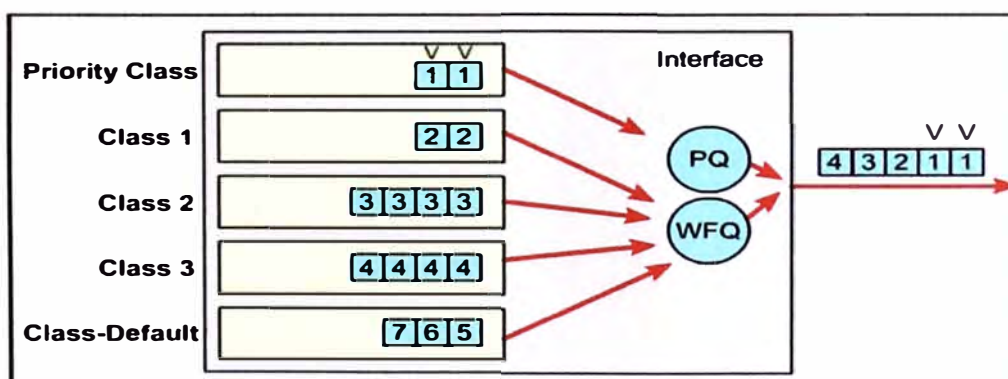 Interface
V V
Priority Class 1 1
Class 1 2 2
V V
PQ
4 3 2 1 1
Class 2 3 3 3 3
WFQ
Class 3 4 4 4 4
Class-Default 7 6 5